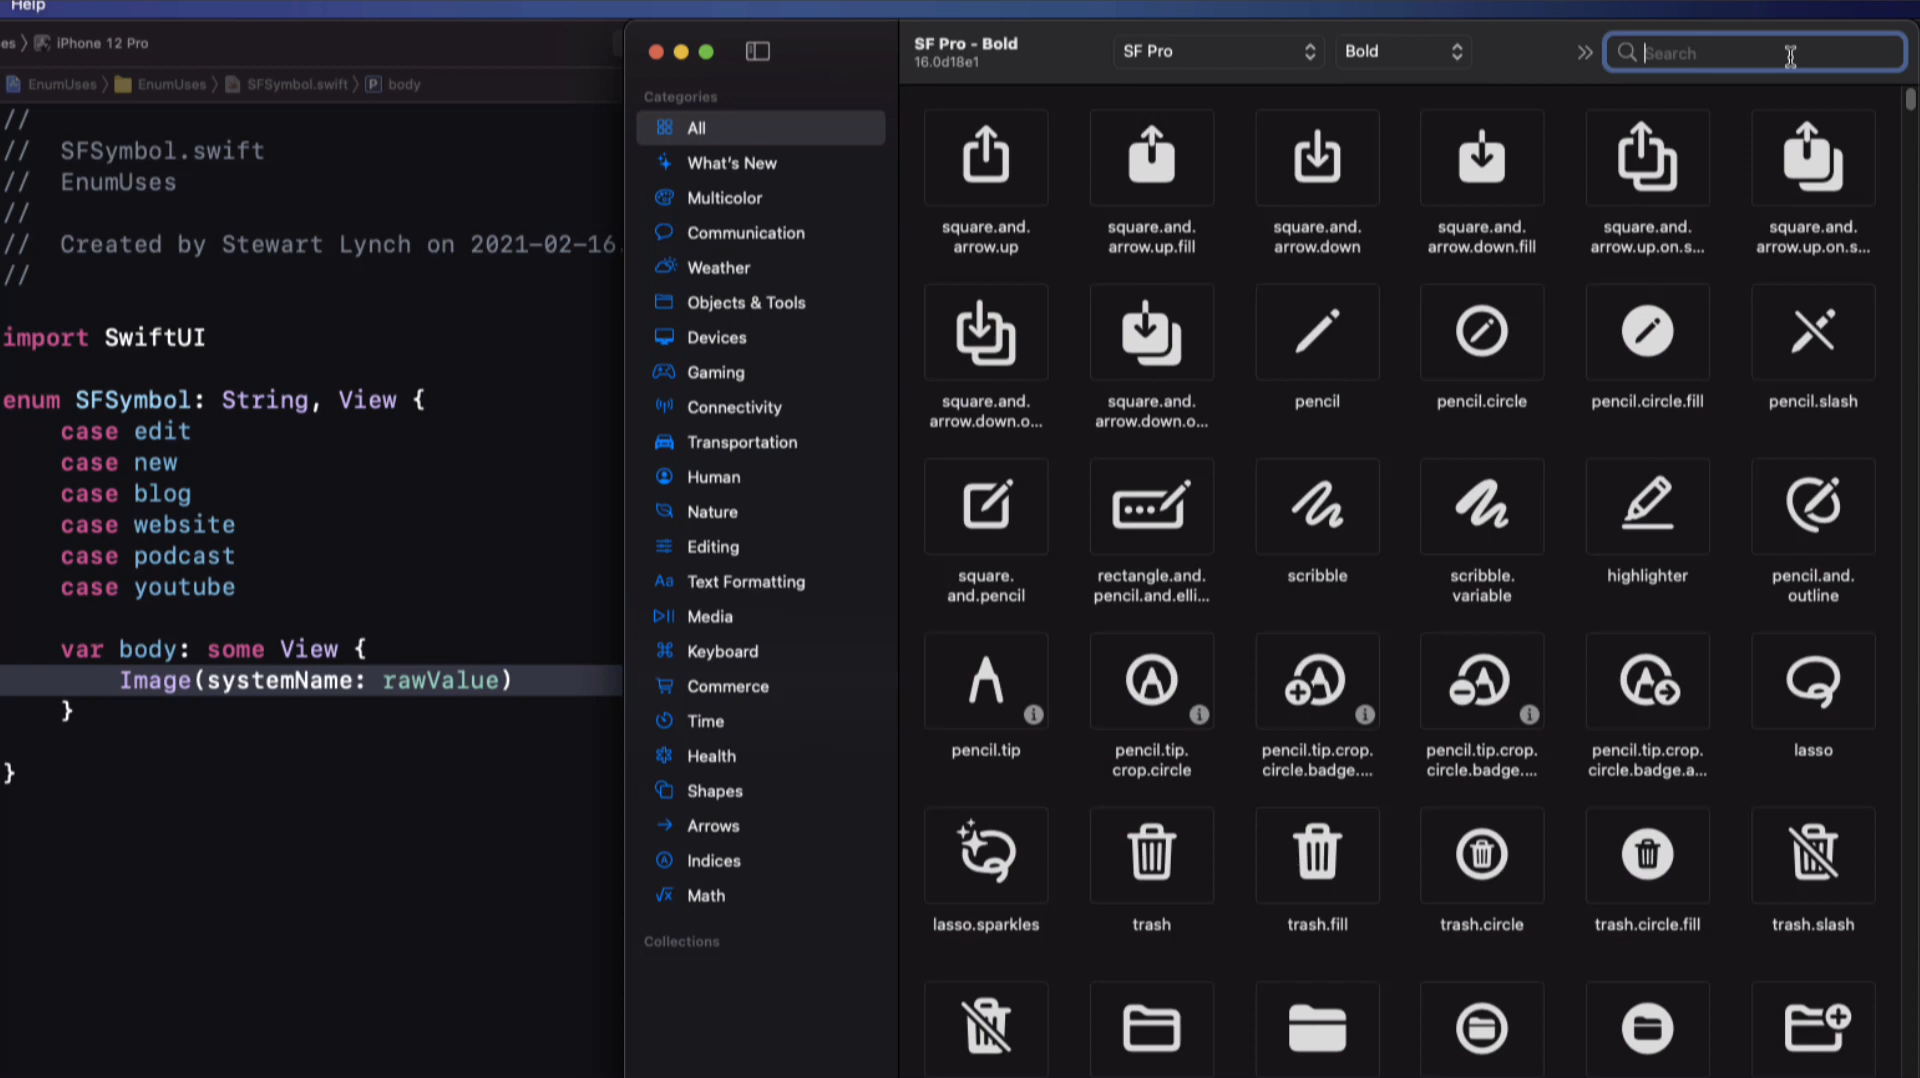 Help
es
iPhone 12 Pro
EnumUses
EnumUses
SFSymbol.swift
P
body
//
//  SFSymbol.swift
//  EnumUses
//
//  Created by Stewart Lynch on 2021-02-16.
//
import SwiftUI
enum SFSymbol: String, View {
case edit
case new
case blog
case website
case podcast
case youtube
var body: some View {
Image(systemName: rawValue)
}
}
Categories
All
What's New
Multicolor
Communication
Weather
Objects & Tools
Devices
Gaming
Connectivity
Transportation
Human
Nature
Editing
Aa Text Formatting
Media
Keyboard
Commerce
Time
Health
Shapes
Arrows
Indices
Math
Collections
SF Pro - Bold
16.0d18e1
SF Pro
Bold
Search
square.and.
arrow.up
square.and.
arrow.up.fill
square.and.
arrow.down
square.and.
arrow.down.fill
square.and.
arrow.up.on.s...
square.and.
arrow.up.on.s...
square.and.
arrow.down.o...
square.and.
arrow.down.o...
pencil
pencil.circle
pencil.circle.fill
pencil.slash
square.
and.pencil
rectangle.and.
pencil.and.elli...
scribble
scribble.
variable
highlighter
pencil.and.
outline
pencil.tip
pencil.tip.
crop.circle
pencil.tip.crop.
circle.badge....
pencil.tip.crop.
circle.badge....
pencil.tip.crop.
circle.badge.a...
lasso
lasso.sparkles
trash
trash.fill
trash.circle
trash.circle.fill
trash.slash